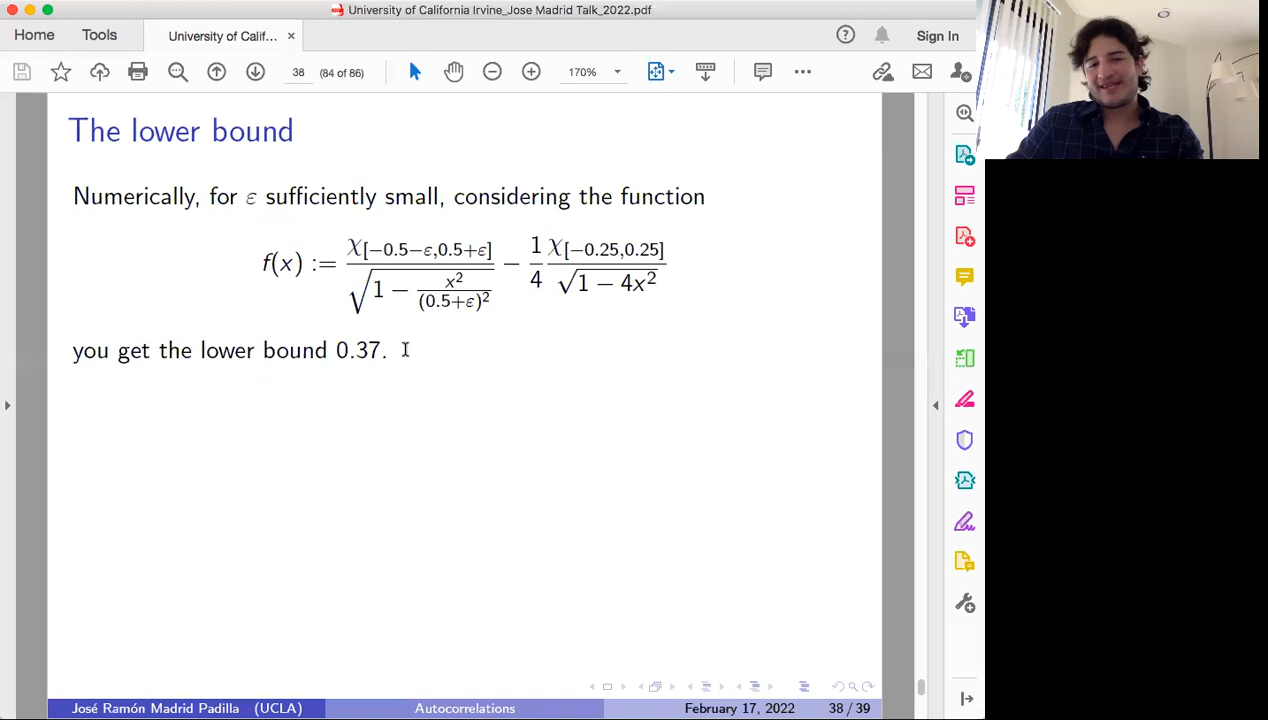 University of California Irvine_Jose Madrid Talk_2022.pdf
Home Tools University of Calif... × Sign In
38 (84 of 86) 170%
The lower bound
Numerically, for ε sufficiently small, considering the function
f(x) := χ[−0.5−ε,0.5+ε] / √(1 − x²/(0.5+ε)²) − 1/4 χ[−0.25,0.25] / √(1 − 4x²)
you get the lower bound 0.37.
José Ramón Madrid Padilla (UCLA) Autocorrelations February 17, 2022 38 / 39